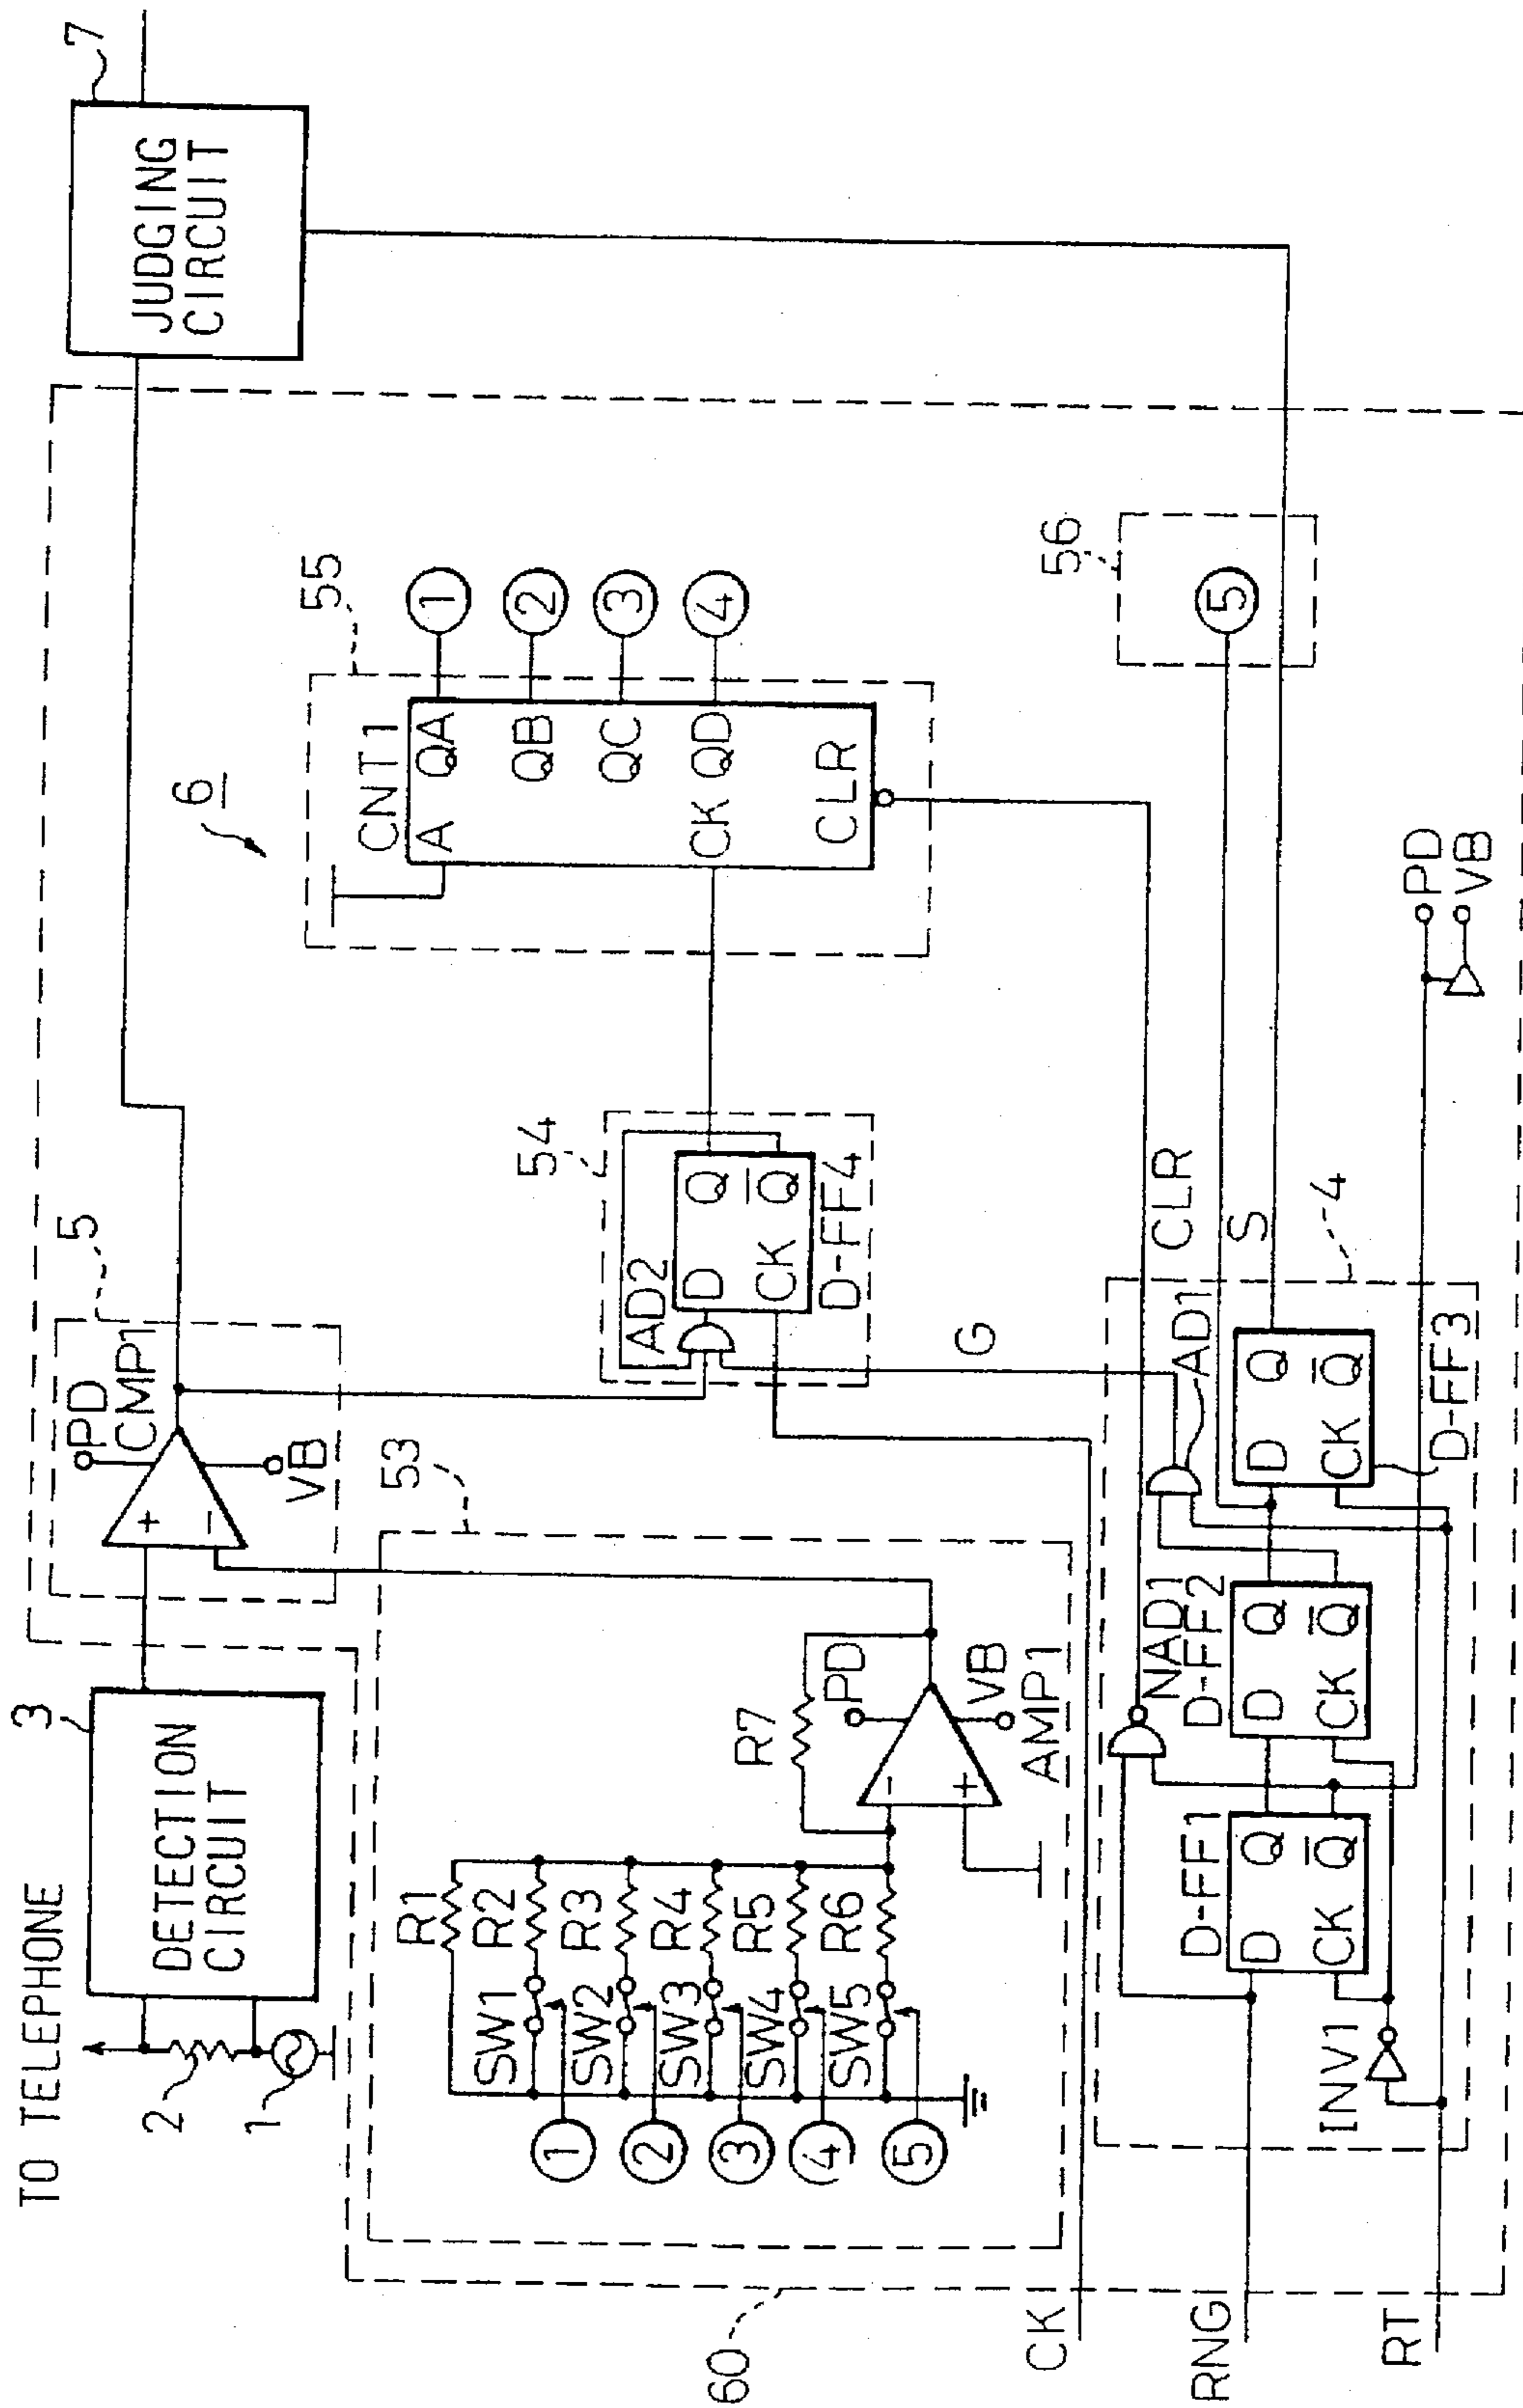 TO TELEPHONE
2
1
3
DETECTION
CIRCUIT
5
PD
CMP1
+
−
VB
7
JUDGING
CIRCUIT
6
53
R1
R2
R3
R4
R5
R6
SW1
SW2
SW3
SW4
SW5
①
②
③
④
⑤
R7
PD
-
+
VB
AMP1
54
AD2
D Q
CK Q̅
D-FF4
G
55
CNT1
A QA
QB
QC
CK QD
CLR
①
②
③
④
56
⑤
60
CK
RNGI
RT
INV1
D-FF1
D Q
CK Q̅
NAD1
D-FF2
D Q
CK Q̅
AD1
D Q
CK Q̅
D-FF3
CLR
S
4
PD
VB